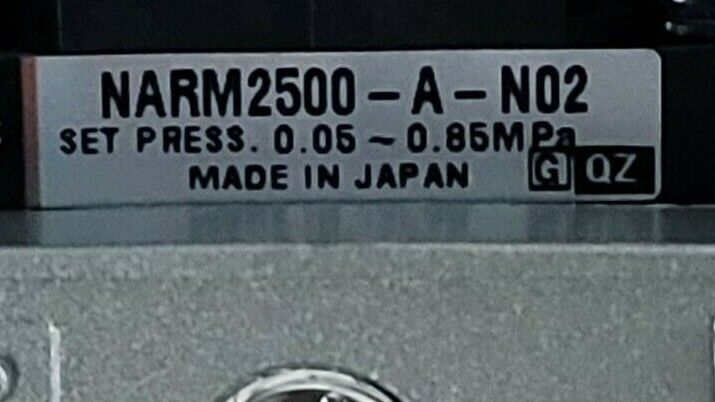 NARM2500-A-N02
SET PRESS. 0.05~0.85MPa
MADE IN JAPAN G QZ